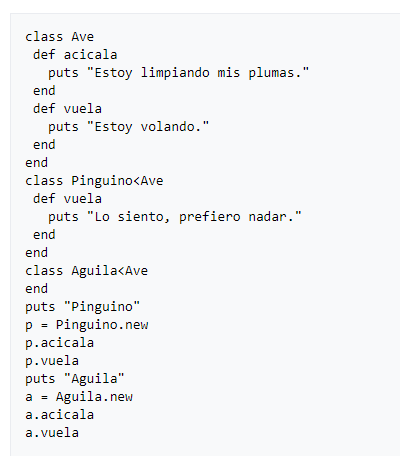 class Ave
 def acicala
   puts "Estoy limpiando mis plumas."
 end
 def vuela
   puts "Estoy volando."
 end
end
class Pinguino<Ave
 def vuela
   puts "Lo siento, prefiero nadar."
 end
end
class Aguila<Ave
end
puts "Pinguino"
p = Pinguino.new
p.acicala
p.vuela
puts "Aguila"
a = Aguila.new
a.acicala
a.vuela